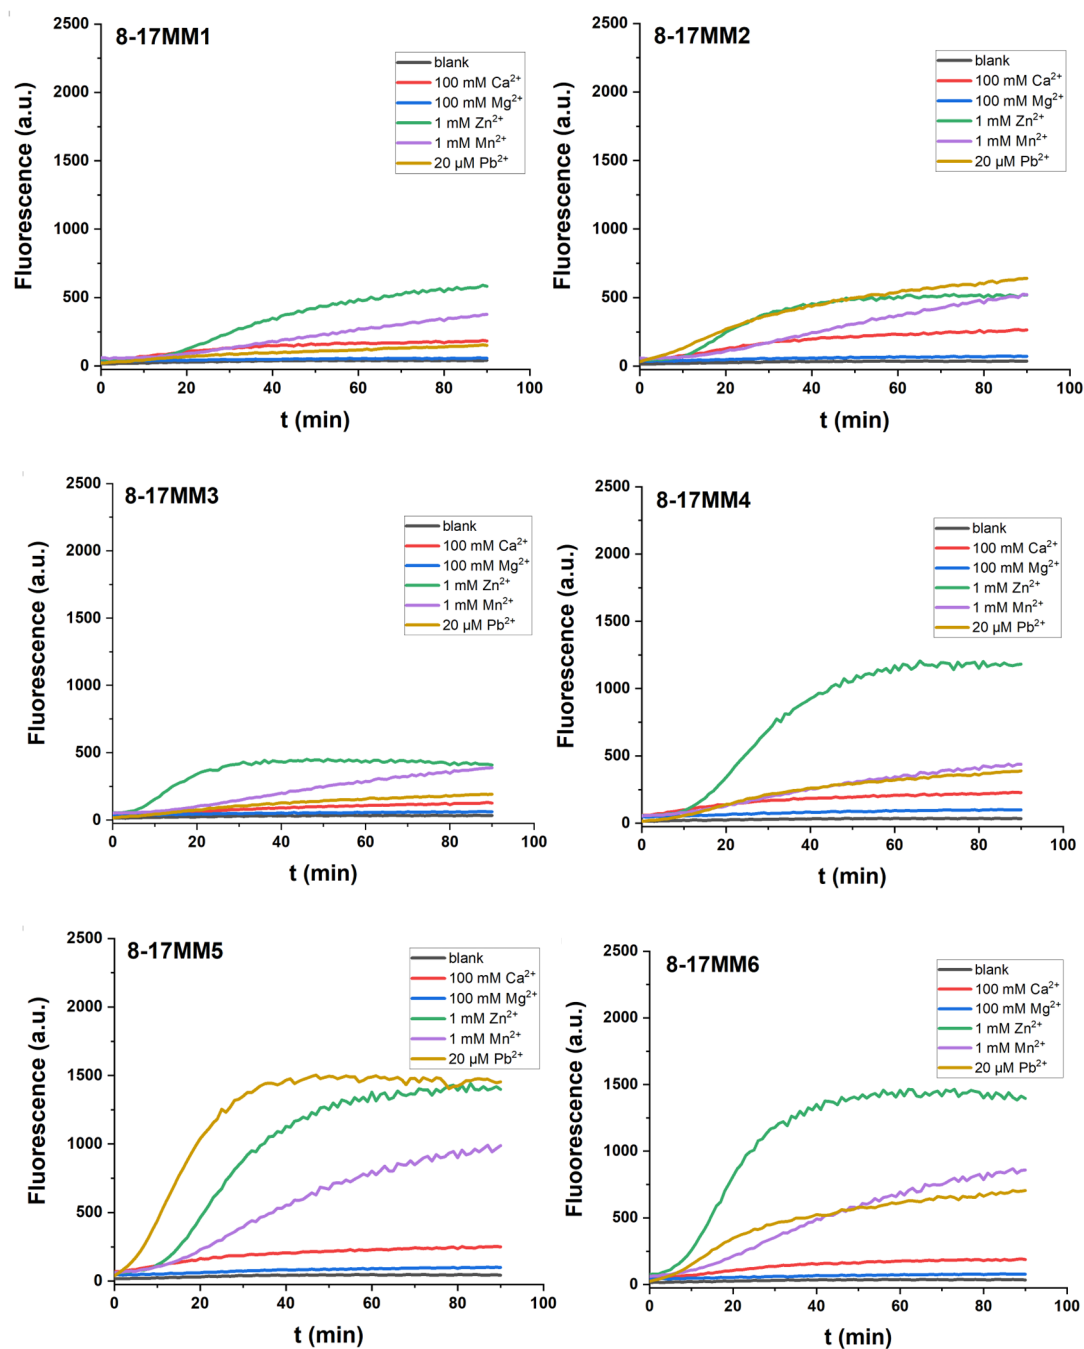 8-17MM1
Fluorescence (a.u.)
2500
2000
1500
1000
500
0
blank
100 mM Ca²⁺
100 mM Mg²⁺
1 mM Zn²⁺
1 mM Mn²⁺
20 µM Pb²⁺
0 20 40 60 80 100
t (min)
8-17MM2
Fluorescence (a.u.)
2500
2000
1500
1000
500
0
blank
100 mM Ca²⁺
100 mM Mg²⁺
1 mM Zn²⁺
1 mM Mn²⁺
20 µM Pb²⁺
0 20 40 60 80 100
t (min)
8-17MM3
Fluorescence (a.u.)
2500
2000
1500
1000
500
0
blank
100 mM Ca²⁺
100 mM Mg²⁺
1 mM Zn²⁺
1 mM Mn²⁺
20 µM Pb²⁺
0 20 40 60 80 100
t (min)
8-17MM4
Fluorescence (a.u.)
2500
2000
1500
1000
500
0
blank
100 mM Ca²⁺
100 mM Mg²⁺
1 mM Zn²⁺
1 mM Mn²⁺
20 µM Pb²⁺
0 20 40 60 80 100
t (min)
8-17MM5
Fluorescence (a.u.)
2500
2000
1500
1000
500
0
blank
100 mM Ca²⁺
100 mM Mg²⁺
1 mM Zn²⁺
1 mM Mn²⁺
20 µM Pb²⁺
0 20 40 60 80 100
t (min)
8-17MM6
Fluoorescence (a.u.)
2500
2000
1500
1000
500
0
blank
100 mM Ca²⁺
100 mM Mg²⁺
1 mM Zn²⁺
1 mM Mn²⁺
20 µM Pb²⁺
0 20 40 60 80 100
t (min)